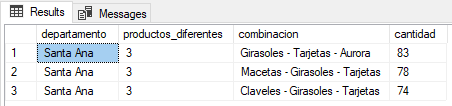 Results Messages
departamento productos_diferentes combinacion cantidad
1 Santa Ana 3 Girasoles - Tarjetas - Aurora 83
2 Santa Ana 3 Macetas - Girasoles - Tarjetas 78
3 Santa Ana 3 Claveles - Girasoles - Tarjetas 74